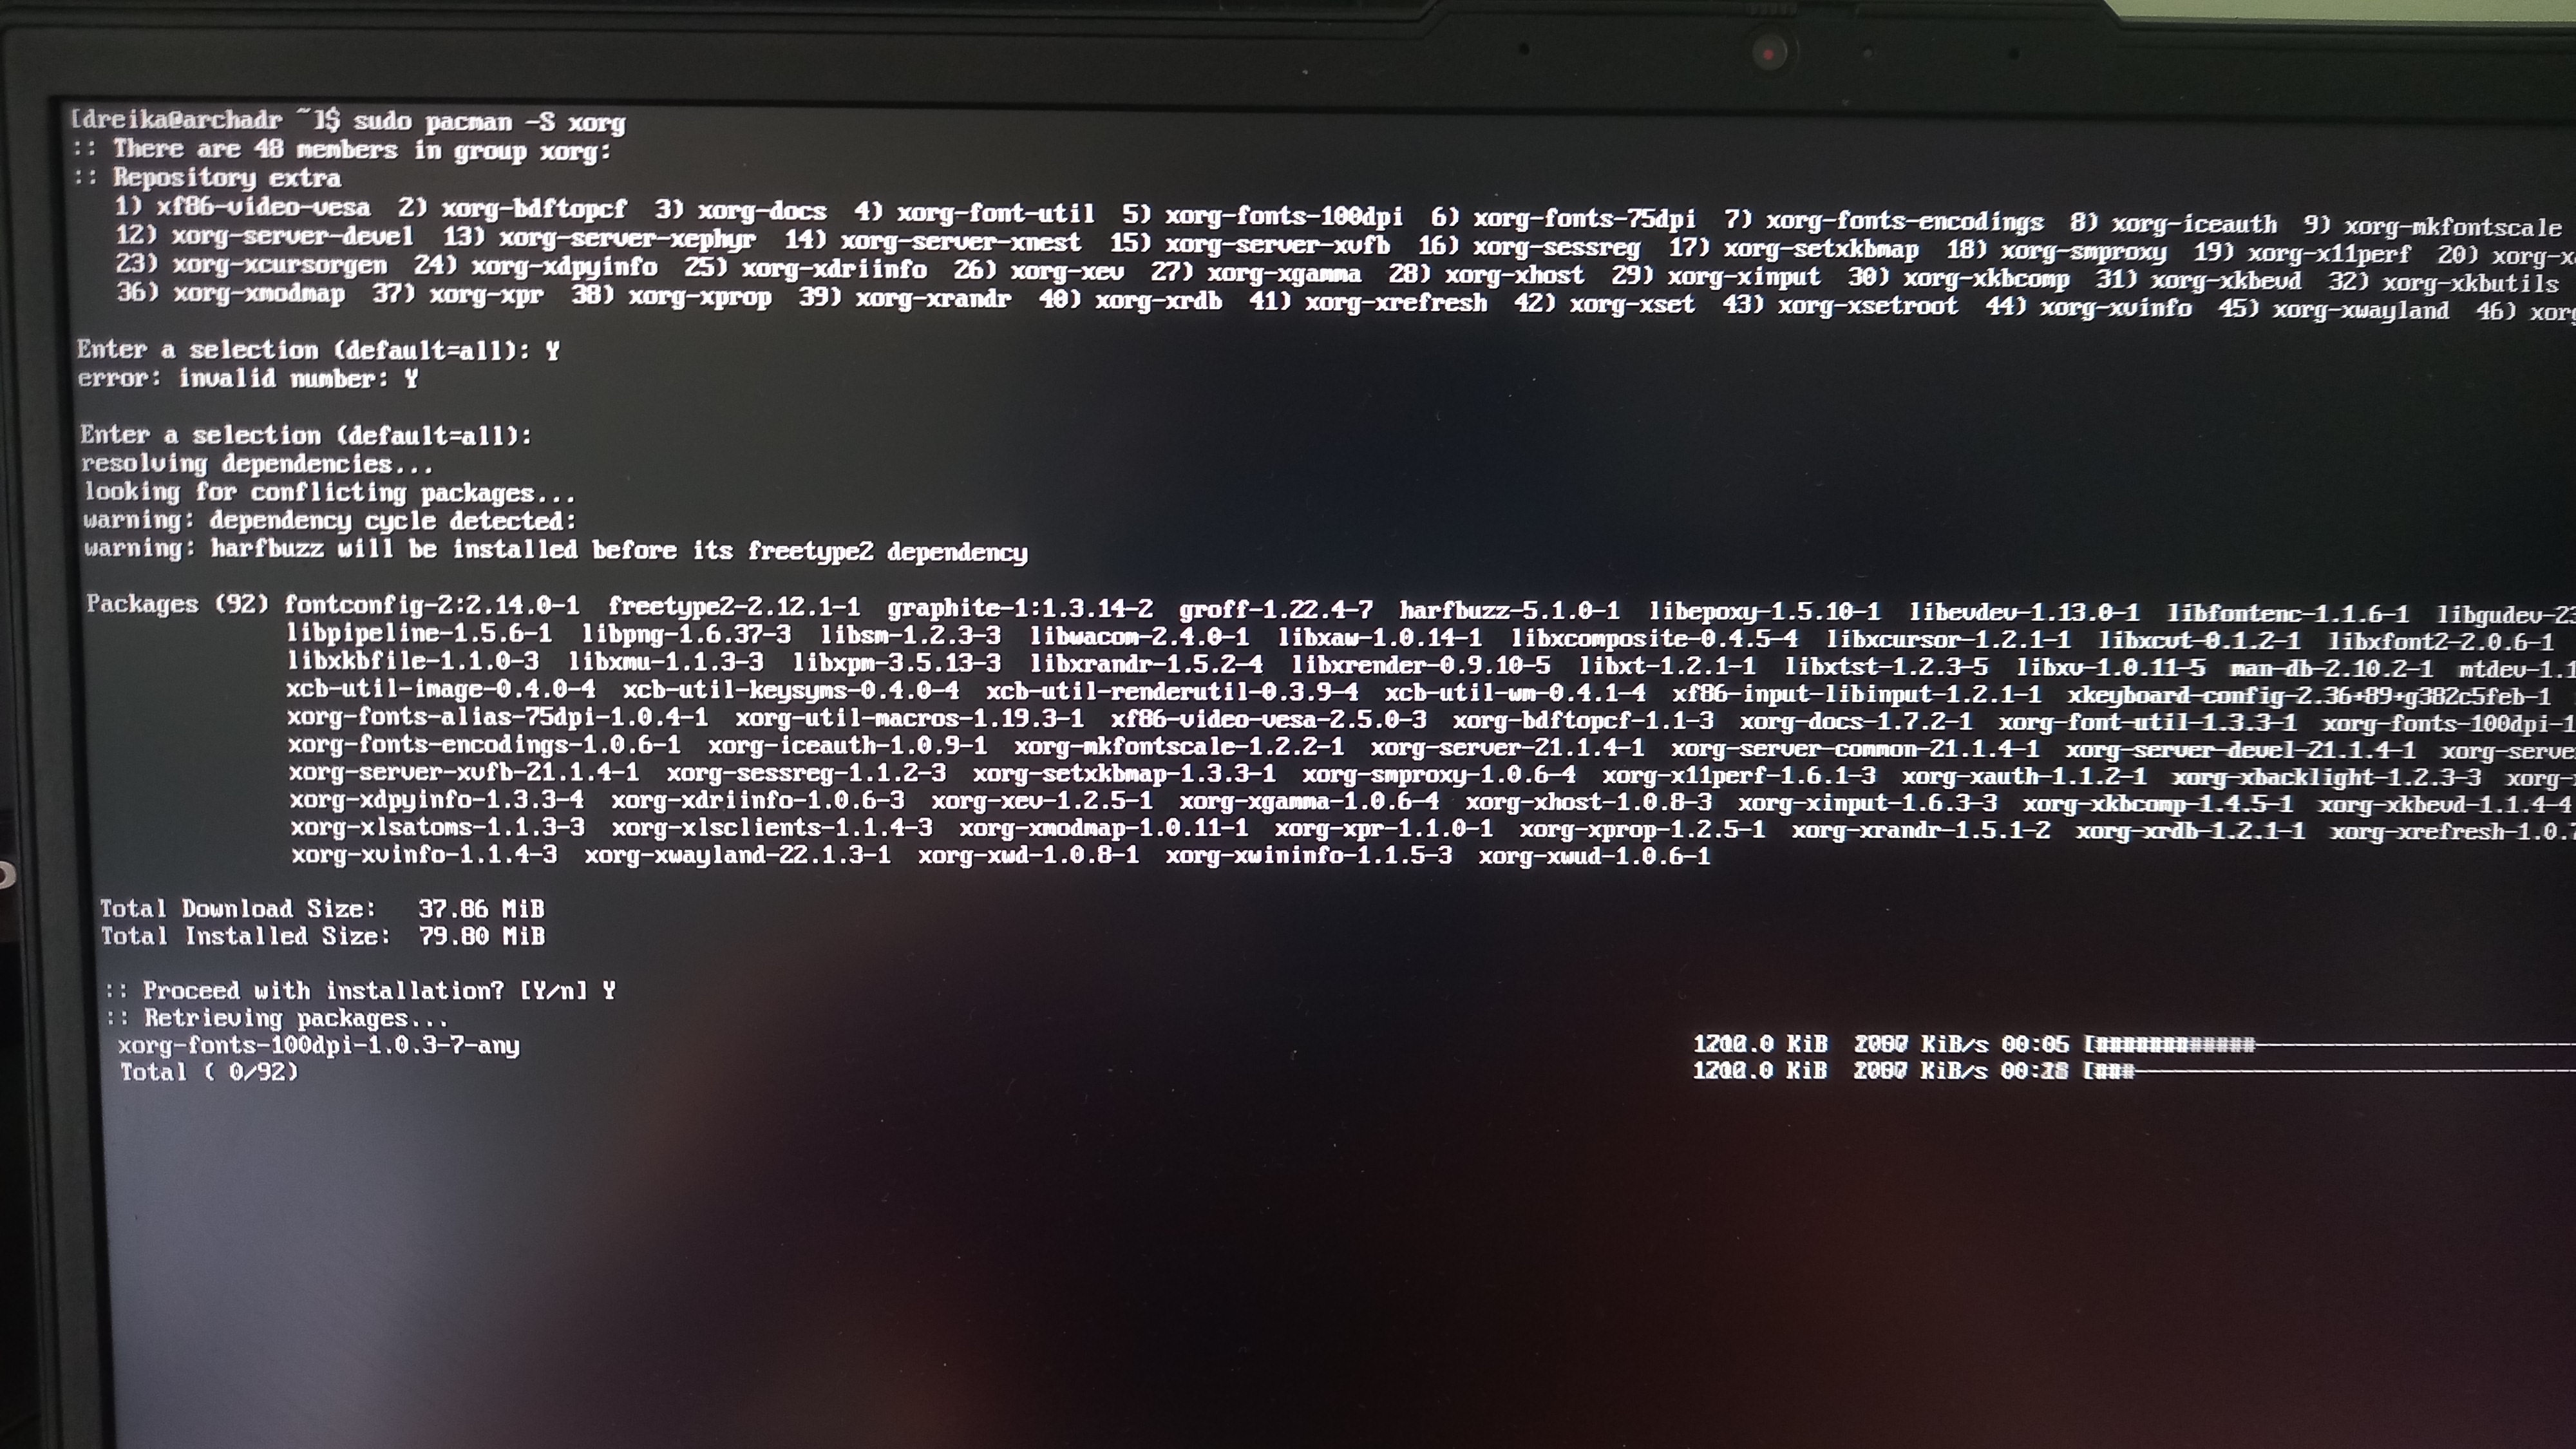 [dreika@archadr ~]$ sudo pacman -S xorg
:: There are 48 members in group xorg:
:: Repository extra
1) xf86-video-vesa 2) xorg-bdftopcf 3) xorg-docs 4) xorg-font-util 5) xorg-fonts-100dpi 6) xorg-fonts-75dpi 7) xorg-fonts-encodings 8) xorg-iceauth 9) xorg-mkfontscale
12) xorg-server-devel 13) xorg-server-xephyr 14) xorg-server-xnest 15) xorg-server-xvfb 16) xorg-sessreg 17) xorg-setxkbmap 18) xorg-smproxy 19) xorg-x11perf 20)
23) xorg-xcursorgen 24) xorg-xdpyinfo 25) xorg-xdriinfo 26) xorg-xev 27) xorg-xgamma 28) xorg-xhost 29) xorg-xinput 30) xorg-xkbcomp 31) xorg-xkbevd 32) xorg-xkbutils
36) xorg-xmodmap 37) xorg-xpr 38) xorg-xprop 39) xorg-xrandr 40) xorg-xrdb 41) xorg-xrefresh 42) xorg-xset 43) xorg-xsetroot 44) xorg-xvinfo 45) xorg-xwayland 46)
Enter a selection (default=all): Y
error: invalid number: Y
Enter a selection (default=all):
resolving dependencies...
looking for conflicting packages...
warning: dependency cycle detected:
warning: harfbuzz will be installed before its freetype2 dependency
Packages (92) fontconfig-2:2.14.0-1 freetype2-2.12.1-1 graphite-1:1.3.14-2 groff-1.22.4-7 harfbuzz-5.1.0-1 libepoxy-1.5.10-1 libevdev-1.13.0-1 libfontenc-1.1.6-1 libgudev-23
libpipeline-1.5.6-1 libpng-1.6.37-3 libsm-1.2.3-3 libwacom-2.4.0-1 libxaw-1.0.14-1 libxcomposite-0.4.5-4 libxcursor-1.2.1-1 libxcvt-0.1.2-1 libxfont2-2.0.6-1
libxkbfile-1.1.0-3 libxmu-1.1.3-3 libxpm-3.5.13-3 libxrandr-1.5.2-4 libxrender-0.9.10-5 libxt-1.2.1-1 libxtst-1.2.3-5 libxv-1.0.11-5 man-db-2.10.2-1 mtdev-1.1
xcb-util-image-0.4.0-4 xcb-util-keysyms-0.4.0-4 xcb-util-renderutil-0.3.9-4 xcb-util-wm-0.4.1-4 xf86-input-libinput-1.2.1-1 xkeyboard-config-2.36+89+g382c5feb-1
xorg-fonts-alias-75dpi-1.0.4-1 xorg-util-macros-1.19.3-1 xf86-video-vesa-2.5.0-3 xorg-bdftopcf-1.1-3 xorg-docs-1.7.2-1 xorg-font-util-1.3.3-1 xorg-fonts-100dpi-1
xorg-fonts-encodings-1.0.6-1 xorg-iceauth-1.0.9-1 xorg-mkfontscale-1.2.2-1 xorg-server-21.1.4-1 xorg-server-common-21.1.4-1 xorg-server-devel-21.1.4-1 xorg-serve
xorg-server-xvfb-21.1.4-1 xorg-sessreg-1.1.2-3 xorg-setxkbmap-1.3.3-1 xorg-smproxy-1.0.6-4 xorg-x11perf-1.6.1-3 xorg-xauth-1.1.2-1 xorg-xbacklight-1.2.3-3 xorg-
xorg-xdpyinfo-1.3.3-4 xorg-xdriinfo-1.0.6-3 xorg-xev-1.2.5-1 xorg-xgamma-1.0.6-4 xorg-xhost-1.0.8-3 xorg-xinput-1.6.3-3 xorg-xkbcomp-1.4.5-1 xorg-xkbevd-1.1.4-4
xorg-xlsatoms-1.1.3-3 xorg-xlsclients-1.1.4-3 xorg-xmodmap-1.0.11-1 xorg-xpr-1.1.0-1 xorg-xprop-1.2.5-1 xorg-xrandr-1.5.1-2 xorg-xrdb-1.2.1-1 xorg-xrefresh-1.0.7
xorg-xvinfo-1.1.4-3 xorg-xwayland-22.1.3-1 xorg-xwd-1.0.8-1 xorg-xwininfo-1.1.5-3 xorg-xwud-1.0.6-1
Total Download Size: 37.86 MiB
Total Installed Size: 79.80 MiB
:: Proceed with installation? [Y/n] Y
:: Retrieving packages...
xorg-fonts-100dpi-1.0.3-7-any KiB KiB/s 00:05 [###########
Total ( 0/92) KiB KiB/s [###